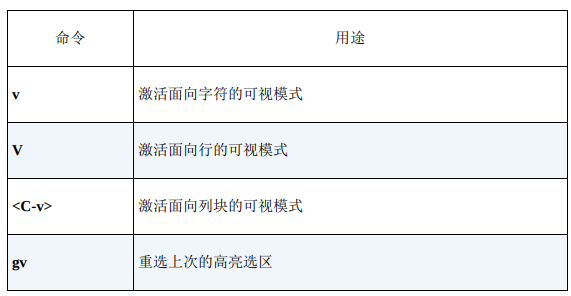 命令 用途
v 激活面向字符的可视模式
V 激活面向行的可视模式
<C-v> 激活面向列块的可视模式
gv 重选上次的高亮选区